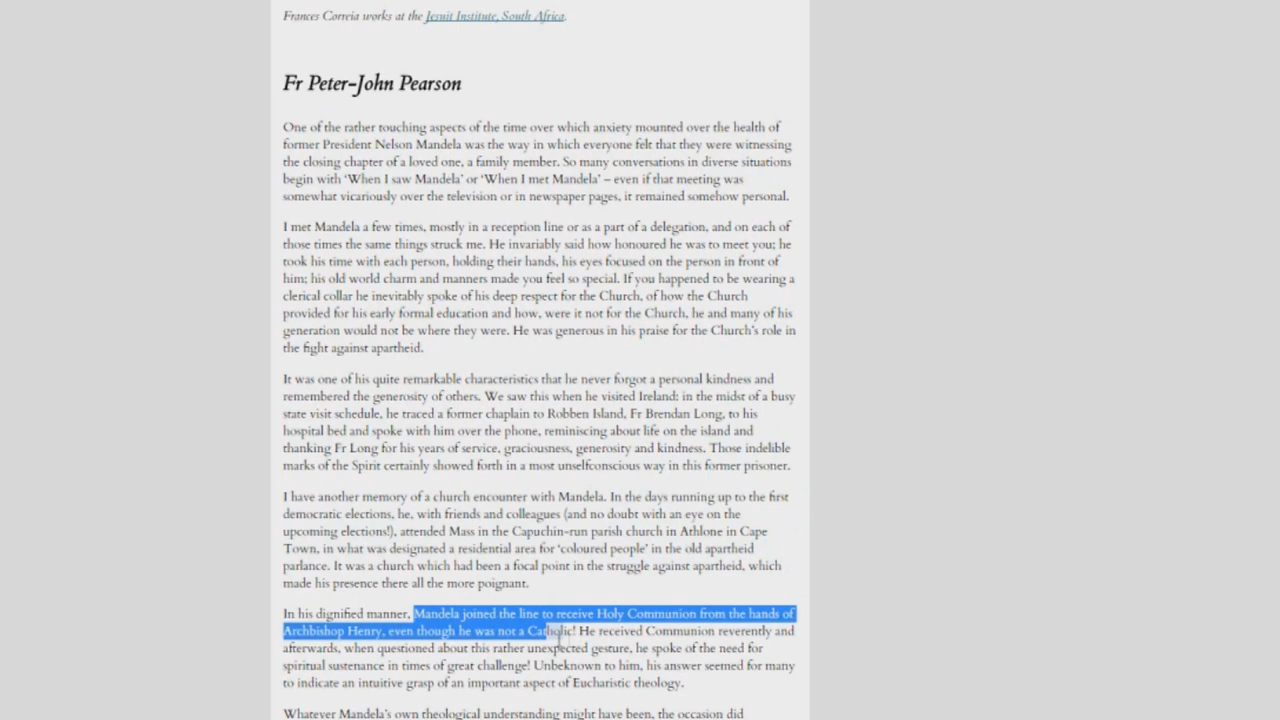 Frances Correia works at the Jesuit Institute, South Africa.
Fr Peter-John Pearson
One of the rather touching aspects of the time over which anxiety mounted over the health of
former President Nelson Mandela was the way in which everyone felt that they were witnessing
the closing chapter of a loved one, a family member. So many conversations in diverse situations
begin with ‘When I saw Mandela’ or ‘When I met Mandela’ – even if that meeting was
somewhat vicariously over the television or in newspaper pages, it remained somehow personal.
I met Mandela a few times, mostly in a reception line or as a part of a delegation, and on each of
those times the same things struck me. He invariably said how honoured he was to meet you; he
took his time with each person, holding their hands, his eyes focused on the person in front of
him; his old world charm and manners made you feel so special. If you happened to be wearing a
clerical collar he inevitably spoke of his deep respect for the Church, of how the Church
provided for his early formal education and how, were it not for the Church, he and many of his
generation would not be where they were. He was generous in his praise for the Church’s role in
the fight against apartheid.
It was one of his quite remarkable characteristics that he never forgot a personal kindness and
remembered the generosity of others. We saw this when he visited Ireland: in the midst of a busy
state visit schedule, he traced a former chaplain to Robben Island, Fr Brendan Long, to his
hospital bed and spoke with him over the phone, reminiscing about life on the island and
thanking Fr Long for his years of service, graciousness, generosity and kindness. Those indelible
marks of the Spirit certainly showed forth in a most unselfconscious way in this former prisoner.
I have another memory of a church encounter with Mandela. In the days running up to the first
democratic elections, he, with friends and colleagues (and no doubt with an eye on the
upcoming elections!), attended Mass in the Capuchin-run parish church in Athlone in Cape
Town, in what was designated a residential area for ‘coloured people’ in the old apartheid
parlance. It was a church which had been a focal point in the struggle against apartheid, which
made his presence there all the more poignant.
In his dignified manner, Mandela joined the line to receive Holy Communion from the hands of
Archbishop Henry, even though he was not a Catholic! He received Communion reverently and
afterwards, when questioned about this rather unexpected gesture, he spoke of the need for
spiritual sustenance in times of great challenge! Unbeknown to him, his answer seemed for many
to indicate an intuitive grasp of an important aspect of Eucharistic theology.
Whatever Mandela’s own theological understanding might have been, the occasion did